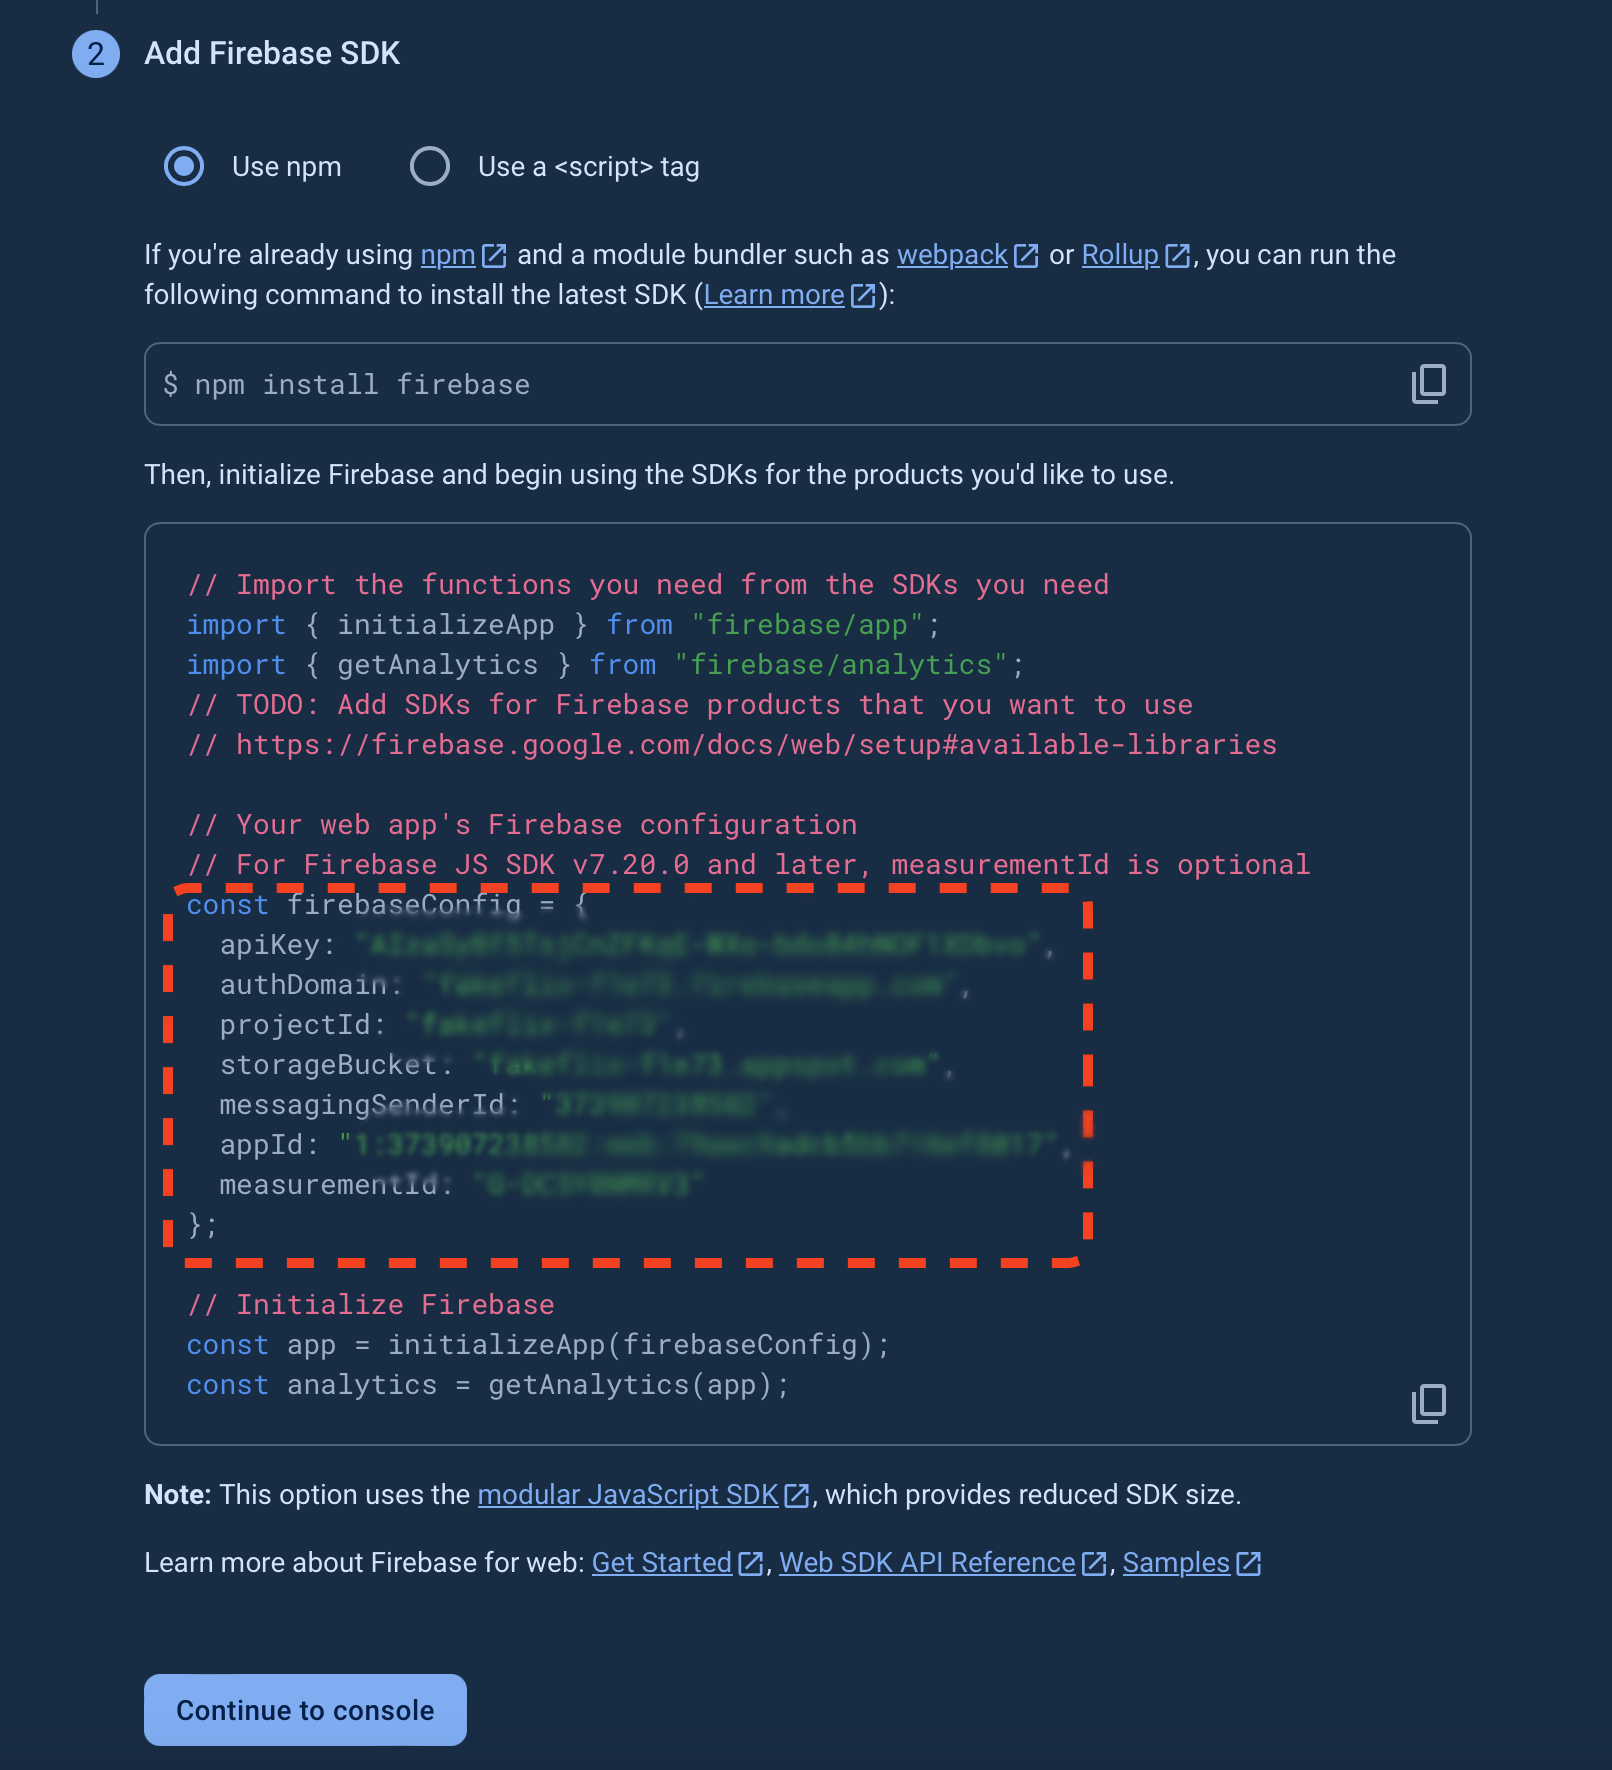 2 Add Firebase SDK
Use npm Use a <script> tag
If you're already using npm and a module bundler such as webpack or Rollup, you can run the
following command to install the latest SDK (Learn more):
$ npm install firebase
Then, initialize Firebase and begin using the SDKs for the products you'd like to use.
// Import the functions you need from the SDKs you need
import { initializeApp } from "firebase/app";
import { getAnalytics } from "firebase/analytics";
// TODO: Add SDKs for Firebase products that you want to use
// https://firebase.google.com/docs/web/setup#available-libraries
// Your web app's Firebase configuration
// For Firebase JS SDK v7.20.0 and later, measurementId is optional
const firebaseConfig = {
apiKey:
authDomain:
projectId:
storageBucket:
messagingSenderId:
appId:
measurementId:
};
// Initialize Firebase
const app = initializeApp(firebaseConfig);
const analytics = getAnalytics(app);
Note: This option uses the modular JavaScript SDK, which provides reduced SDK size.
Learn more about Firebase for web: Get Started, Web SDK API Reference, Samples
Continue to console